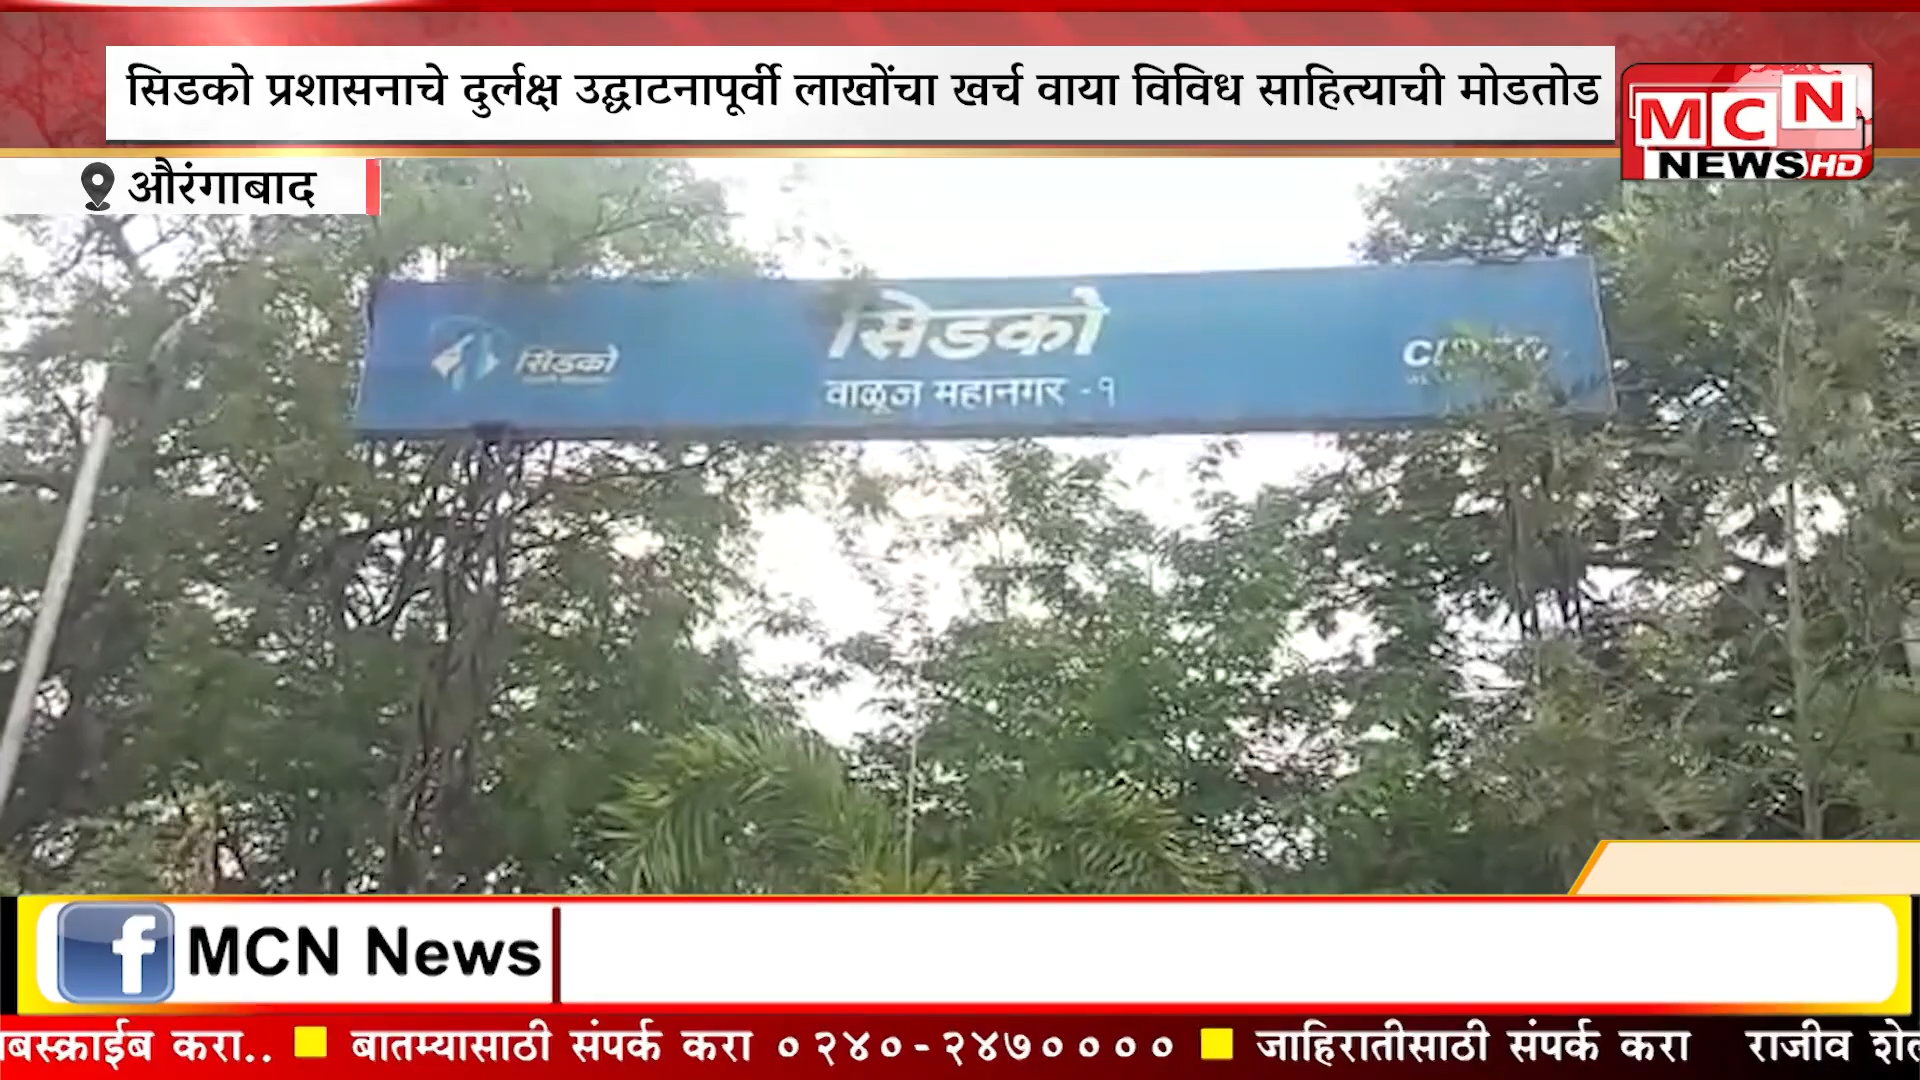 सिडको प्रशासनाचे दुर्लक्ष उद्घाटनापूर्वी लाखोंचा खर्च वाया विविध साहित्याची मोडतोड
MCN
NEWS HD
औरंगाबाद
सिडको
सिडको
वाळूज महानगर -१
f MCN News
बस्क्राईब करा.. बातम्यासाठी संपर्क करा ०२४०-२४७०००० जाहिरातीसाठी संपर्क करा राजीव